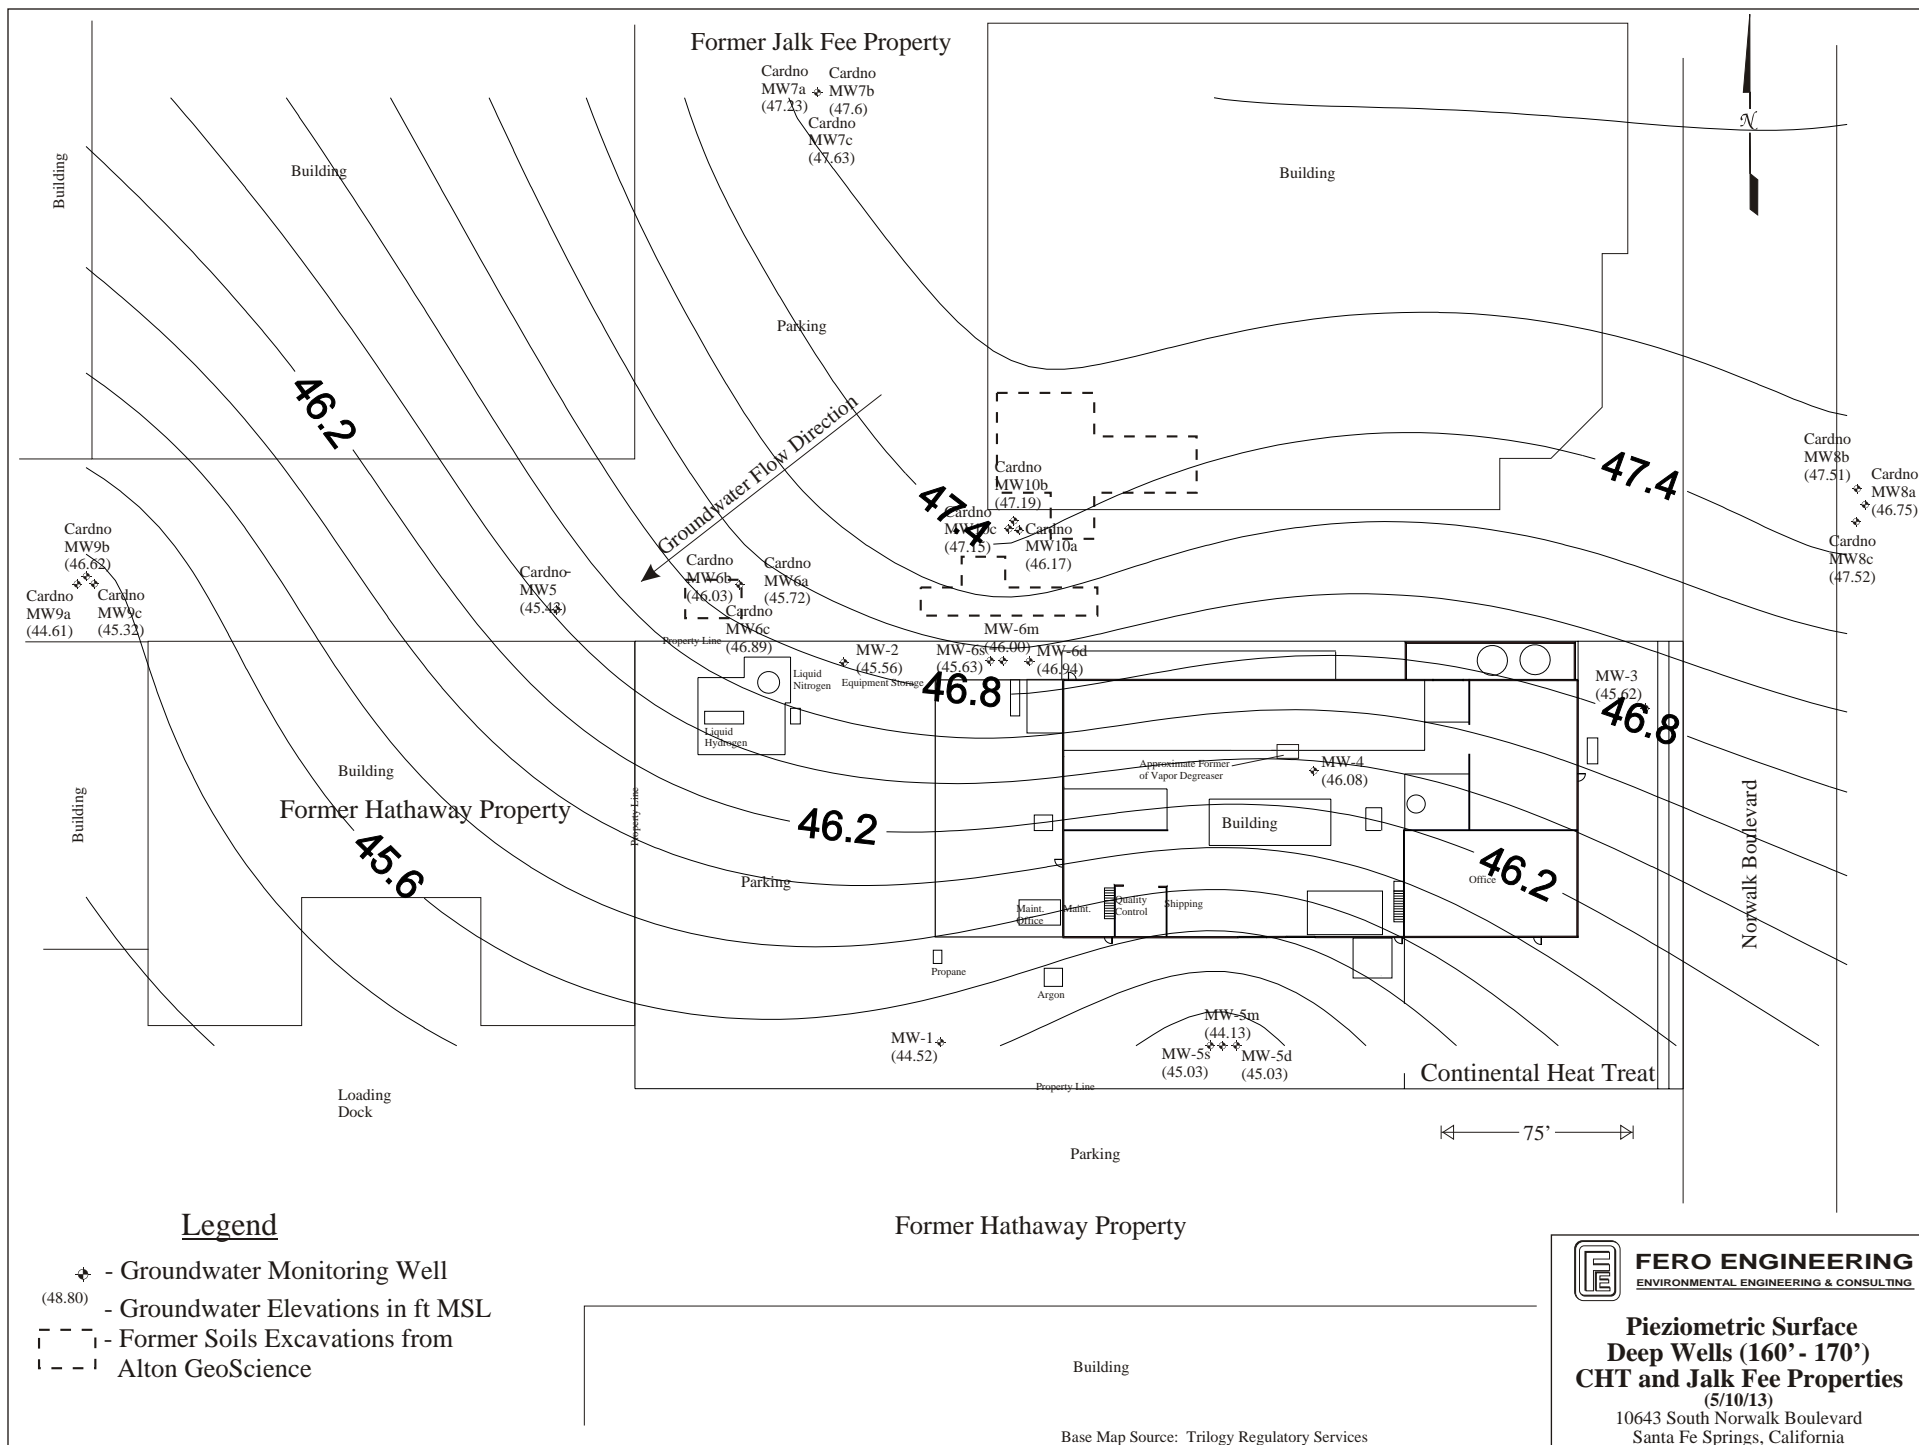 Former Jalk Fee Property
Cardno
MW7a
(47.23)
Cardno
MW7b
(47.6)
Cardno
MW7c
(47.63)
N
Building
Building
Building
Parking
46.2
Groundwater Flow Direction
47.4
47.4
Cardno
MW10b
(47.19)
Cardno
MW10c
(47.15)
Cardno
MW10a
(46.17)
Cardno
MW8b
(47.51)
Cardno
MW8a
(46.75)
Cardno
MW8c
(47.52)
Cardno
MW9b
(46.62)
Cardno
MW9a
(44.61)
Cardno
MW9c
(45.32)
Cardno
MW5
(45.43)
Cardno
MW6b
(46.03)
Cardno
MW6a
(45.72)
Cardno
MW6c
(46.89)
Property Line
MW-2
(45.56)
Equipment Storage
MW-6m
(46.00)
MW-6s
(45.63)
MW-6d
(46.94)
46.8
MW-3
(45.62)
46.8
Liquid
Nitrogen
Liquid
Hydrogen
Approximate Former
of Vapor Degreaser
MW-4
(46.08)
Building
Building
Former Hathaway Property
Property Line
46.2
Building
Norwalk Boulevard
45.6
Parking
46.2
Office
Maint.
Office
Maint.
Quality
Control
Shipping
Propane
Argon
MW-1
(44.52)
MW-5m
(44.13)
MW-5s
(45.03)
MW-5d
(45.03)
Continental Heat Treat
Property Line
Loading
Dock
75'
Parking
Former Hathaway Property
Legend
- Groundwater Monitoring Well
(48.80)
- Groundwater Elevations in ft MSL
- Former Soils Excavations from
Alton GeoScience
Building
Base Map Source: Trilogy Regulatory Services
FE
FERO ENGINEERING
ENVIRONMENTAL ENGINEERING & CONSULTING
Pieziometric Surface
Deep Wells (160' - 170')
CHT and Jalk Fee Properties
(5/10/13)
10643 South Norwalk Boulevard
Santa Fe Springs, California